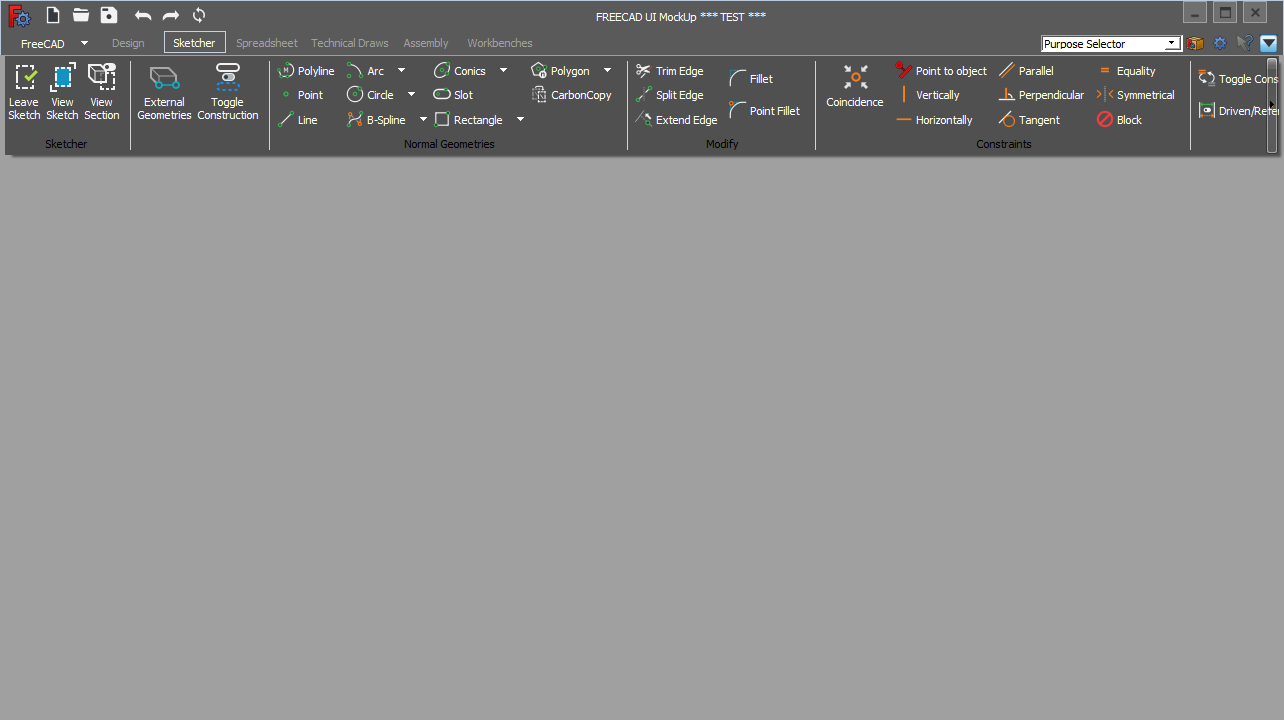 FREECAD UI MockUp *** TEST ***
FreeCAD Design Sketcher Spreadsheet Technical Draws Assembly Workbenches Purpose Selector
Leave Sketch
View Sketch
View Section
Sketcher
External Geometries
Toggle Construction
Polyline Arc Conics Polygon
Point Circle Slot CarbonCopy
Line B-Spline Rectangle
Normal Geometries
Trim Edge
Split Edge
Extend Edge
Fillet
Point Fillet
Modify
Coincidence
Point to object Parallel Equality
Vertically Perpendicular Symmetrical
Horizontally Tangent Block
Constraints
Toggle Cons
Driven/Refer